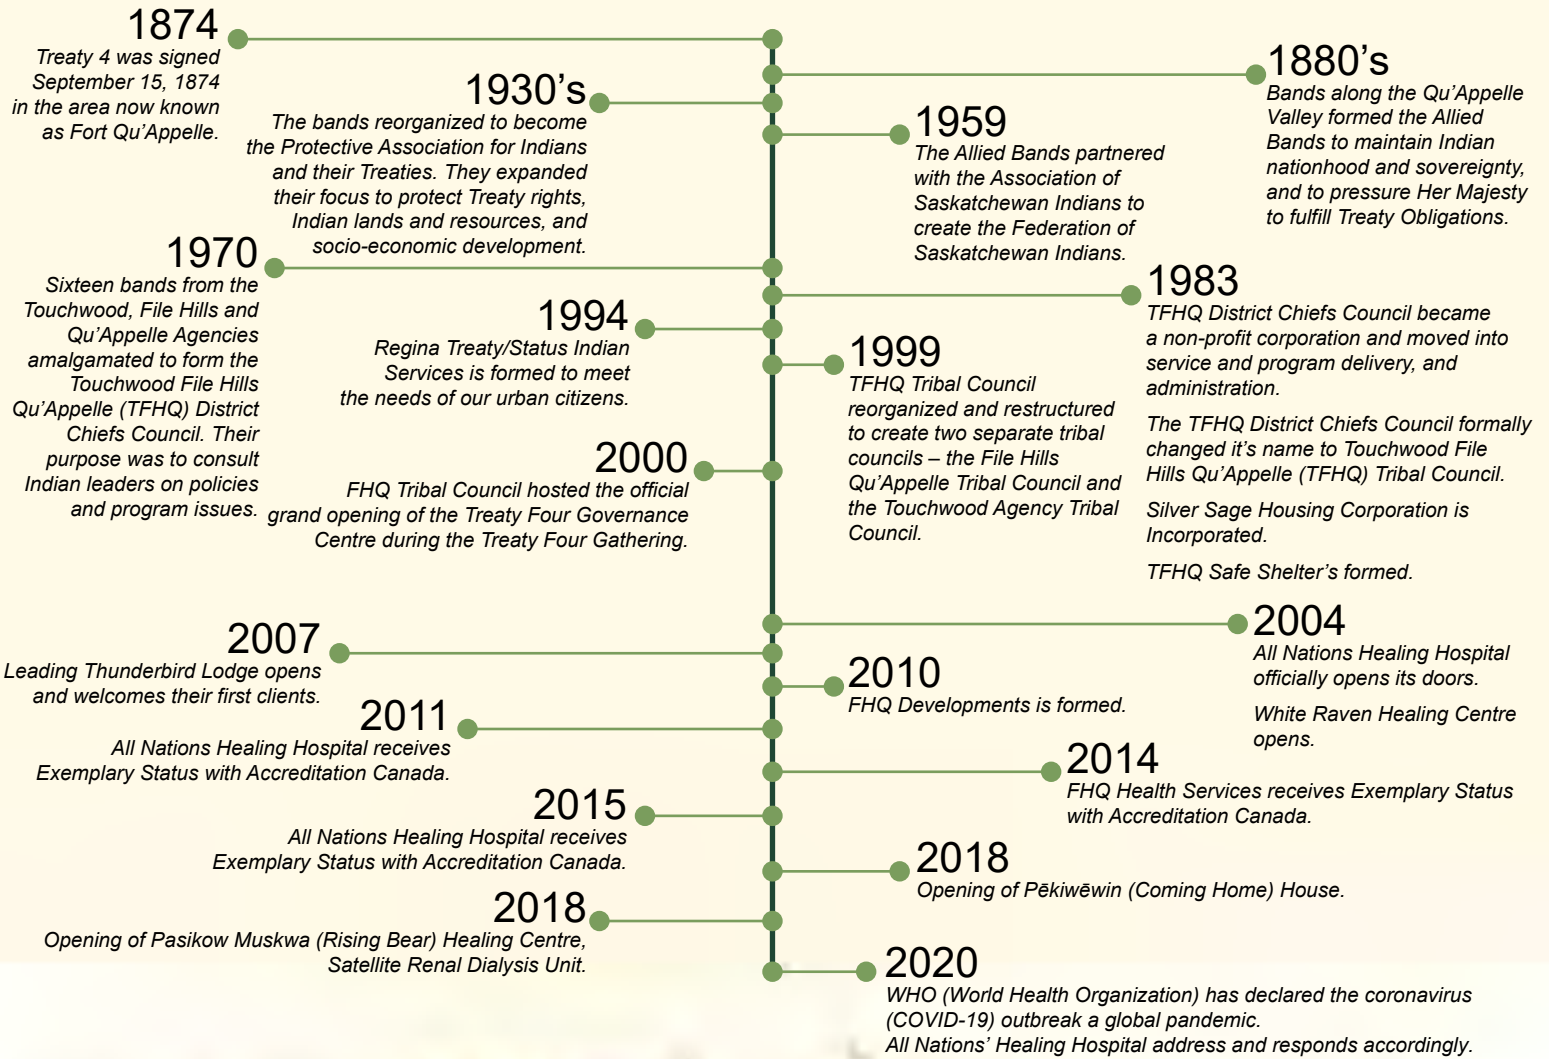 1874
Treaty 4 was signed
September 15, 1874
in the area now known
as Fort Qu’Appelle.
1880’s
Bands along the Qu’Appelle
Valley formed the Allied
Bands to maintain Indian
nationhood and sovereignty,
and to pressure Her Majesty
to fulfill Treaty Obligations.
1930’s
The bands reorganized to become
the Protective Association for Indians
and their Treaties. They expanded
their focus to protect Treaty rights,
Indian lands and resources, and
socio-economic development.
1959
The Allied Bands partnered
with the Association of
Saskatchewan Indians to
create the Federation of
Saskatchewan Indians.
1970
Sixteen bands from the
Touchwood, File Hills and
Qu’Appelle Agencies
amalgamated to form the
Touchwood File Hills
Qu’Appelle (TFHQ) District
Chiefs Council. Their
purpose was to consult
Indian leaders on policies
and program issues.
1983
TFHQ District Chiefs Council became
a non-profit corporation and moved into
service and program delivery, and
administration.
The TFHQ District Chiefs Council formally
changed it’s name to Touchwood File
Hills Qu’Appelle (TFHQ) Tribal Council.
Silver Sage Housing Corporation is
Incorporated.
TFHQ Safe Shelter’s formed.
1994
Regina Treaty/Status Indian
Services is formed to meet
the needs of our urban citizens.
1999
TFHQ Tribal Council
reorganized and restructured
to create two separate tribal
councils – the File Hills
Qu’Appelle Tribal Council and
the Touchwood Agency Tribal
Council.
2000
FHQ Tribal Council hosted the official
grand opening of the Treaty Four Governance
Centre during the Treaty Four Gathering.
2004
All Nations Healing Hospital
officially opens its doors.
White Raven Healing Centre
opens.
2007
Leading Thunderbird Lodge opens
and welcomes their first clients.
2010
FHQ Developments is formed.
2011
All Nations Healing Hospital receives
Exemplary Status with Accreditation Canada.
2014
FHQ Health Services receives Exemplary Status
with Accreditation Canada.
2015
All Nations Healing Hospital receives
Exemplary Status with Accreditation Canada.
2018
Opening of Pēkiwēwin (Coming Home) House.
2018
Opening of Pasikow Muskwa (Rising Bear) Healing Centre,
Satellite Renal Dialysis Unit.
2020
WHO (World Health Organization) has declared the coronavirus
(COVID-19) outbreak a global pandemic.
All Nations’ Healing Hospital address and responds accordingly.